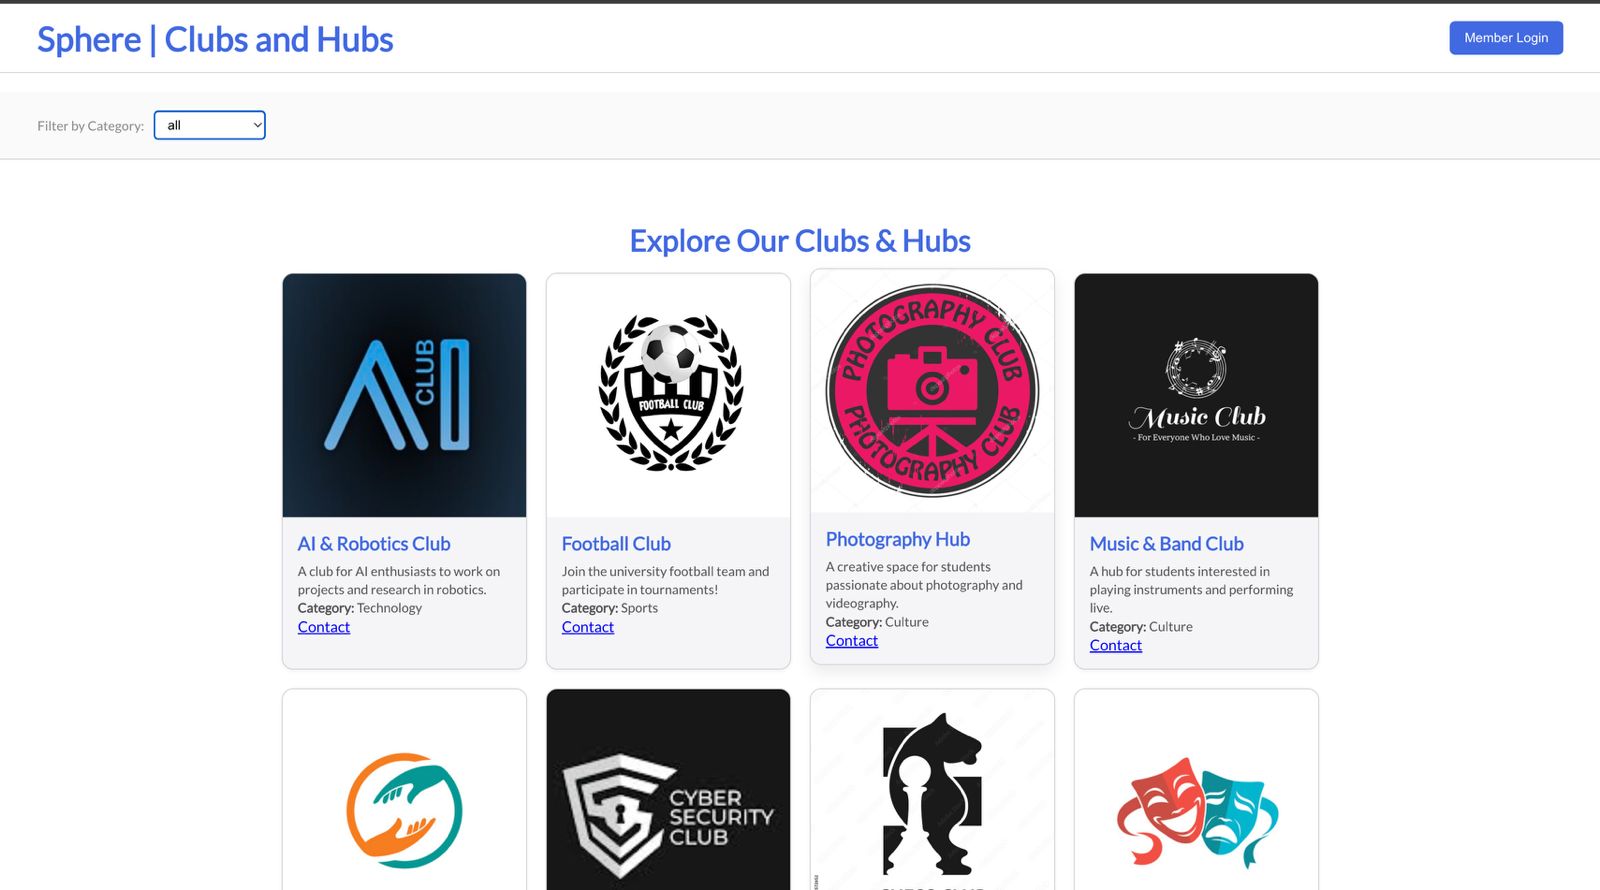 Sphere | Clubs and Hubs
Member Login
Filter by Category:
all
Explore Our Clubs & Hubs
AI
CLUB
FOOTBALL CLUB
PHOTOGRAPHY CLUB
PHOTOGRAPHY CLUB
Music Club
- For Everyone Who Love Music -
AI & Robotics Club
A club for AI enthusiasts to work on
projects and research in robotics.
Category: Technology
Contact
Football Club
Join the university football team and
participate in tournaments!
Category: Sports
Contact
Photography Hub
A creative space for students
passionate about photography and
videography.
Category: Culture
Contact
Music & Band Club
A hub for students interested in
playing instruments and performing
live.
Category: Culture
Contact
CYBER
SECURITY
CLUB